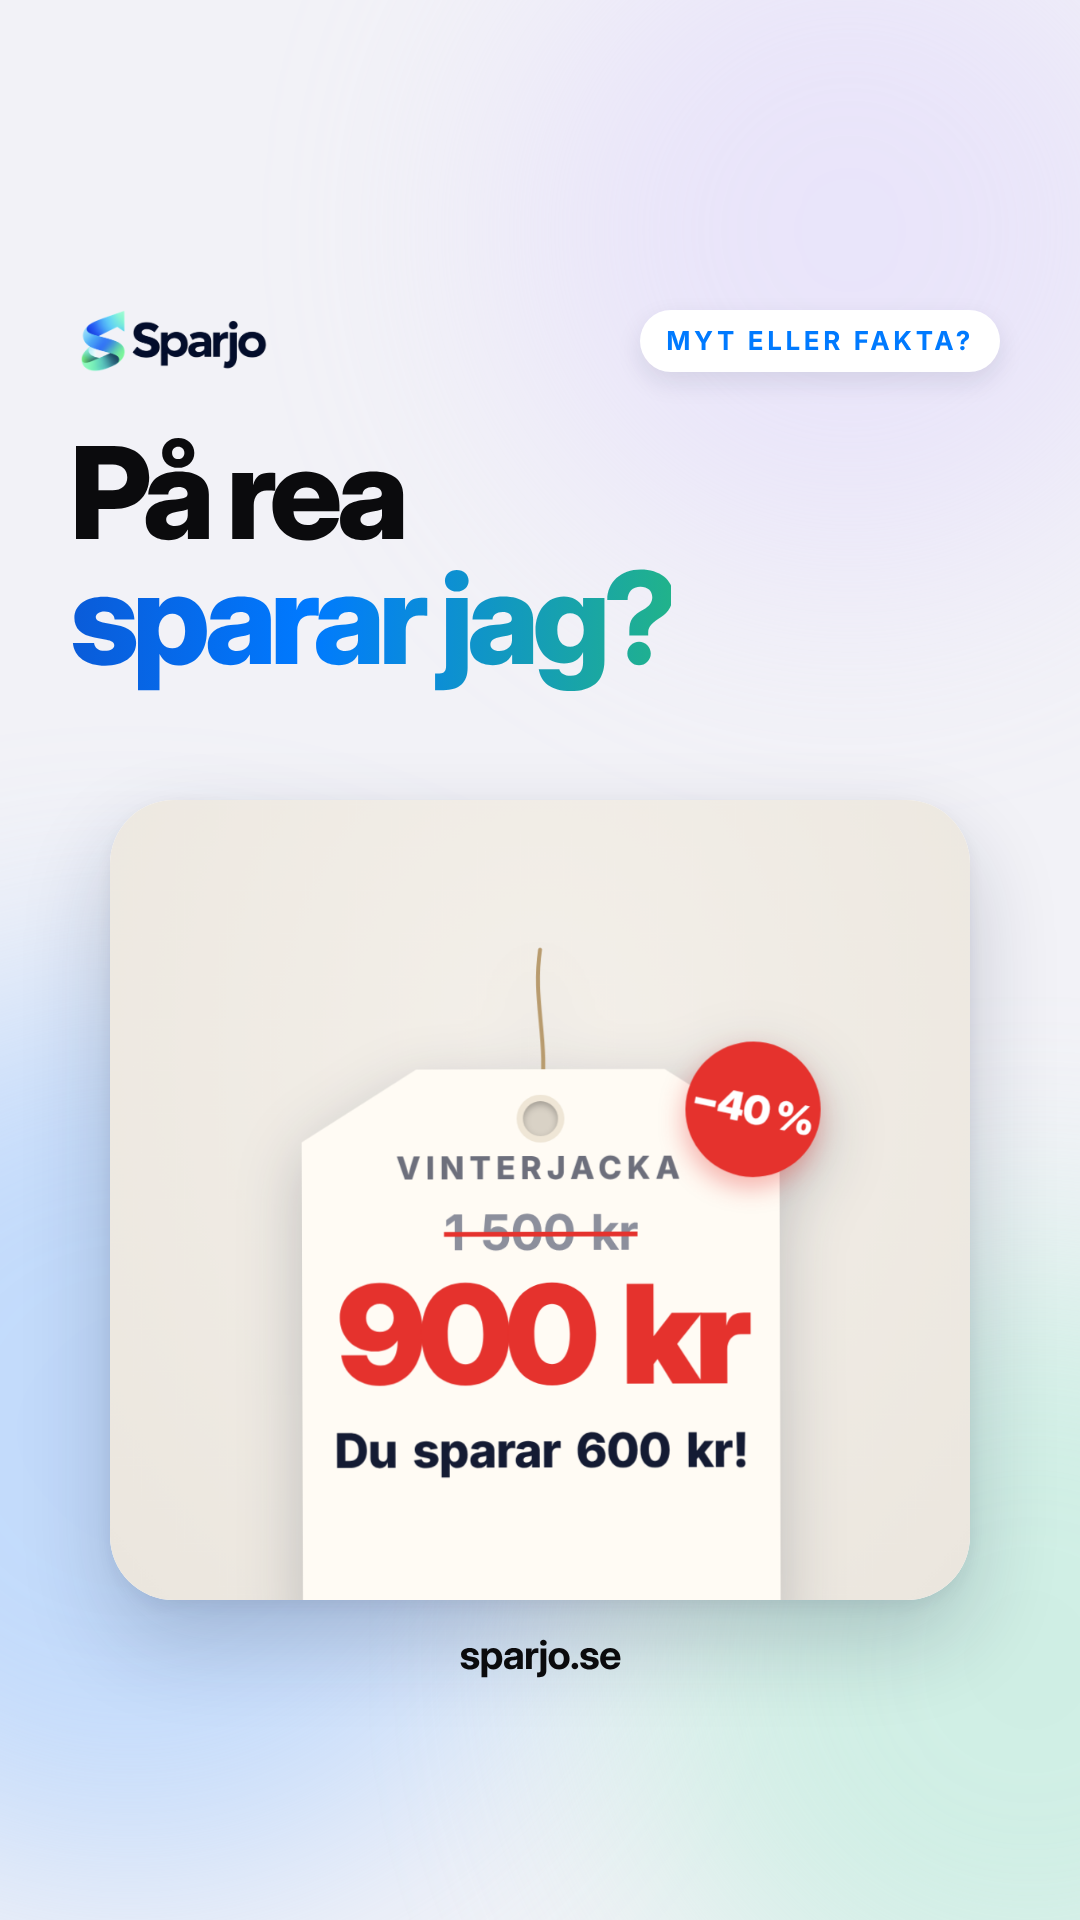 Sparjo
MYT ELLER FAKTA?
På rea
sparar jag?
−40 %
VINTERJACKA
1 500 kr
900 kr
Du sparar 600 kr!
sparjo.se